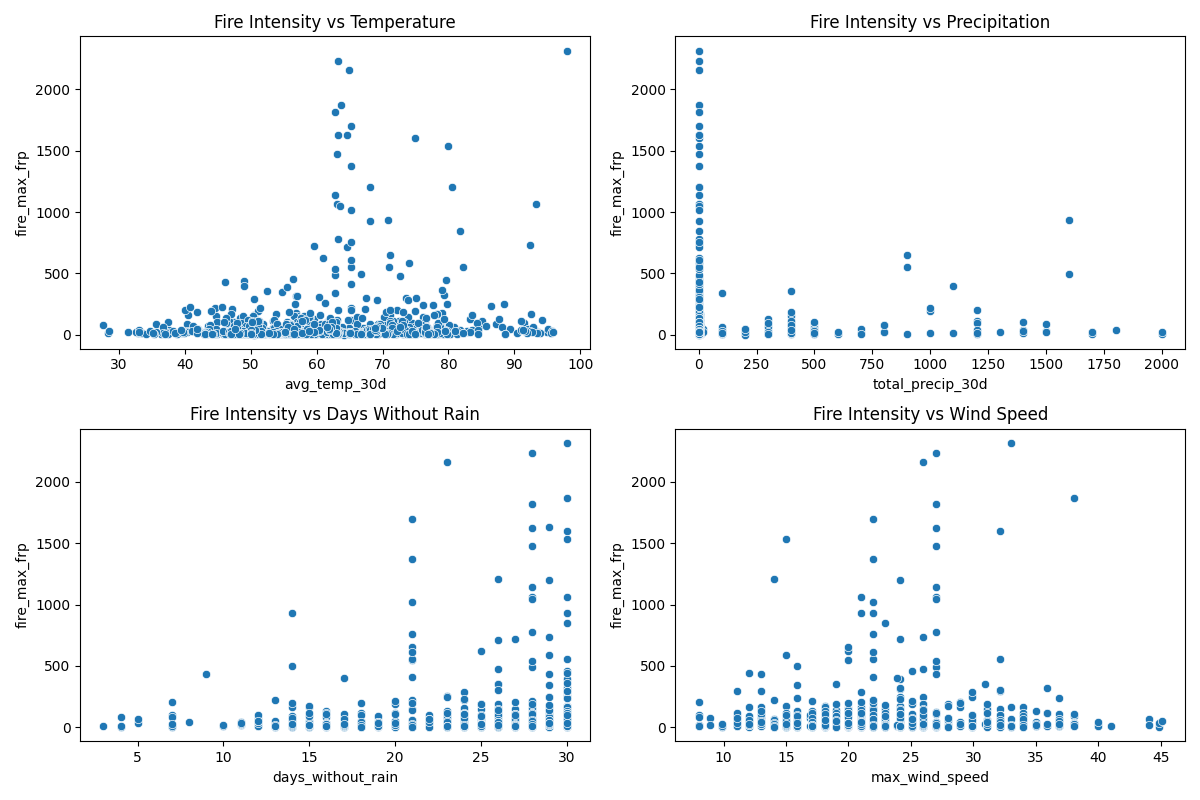 Fire Intensity vs Temperature
fire_max_frp
2000
1500
1000
500
0
30 40 50 60 70 80 90 100
avg_temp_30d
Fire Intensity vs Precipitation
fire_max_frp
2000
1500
1000
500
0
0 250 500 750 1000 1250 1500 1750 2000
total_precip_30d
Fire Intensity vs Days Without Rain
fire_max_frp
2000
1500
1000
500
0
5 10 15 20 25 30
days_without_rain
Fire Intensity vs Wind Speed
fire_max_frp
2000
1500
1000
500
0
10 15 20 25 30 35 40 45
max_wind_speed